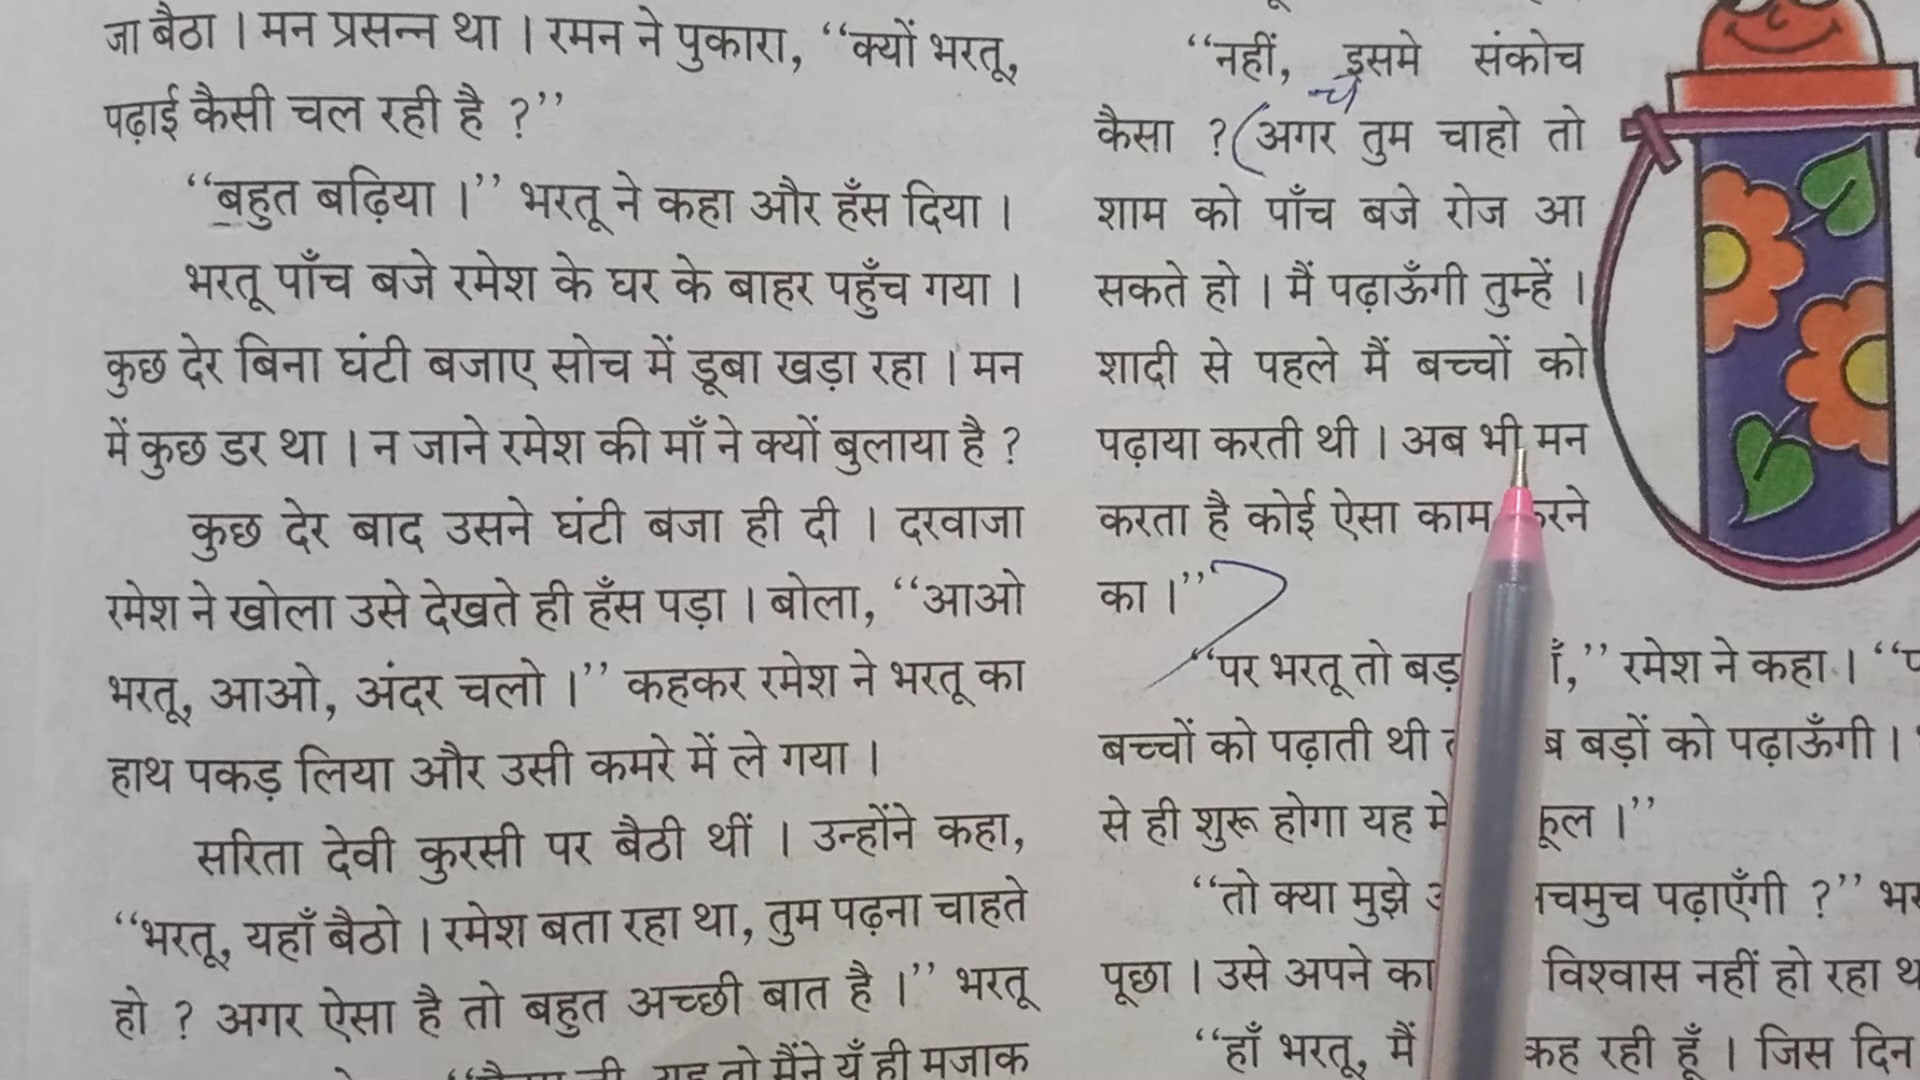 जा बैठा । मन प्रसन्न था । रमन ने पुकारा, ‘‘क्यों भरतू,
पढ़ाई कैसी चल रही है ?’’
‘‘बहुत बढ़िया ।’’ भरतू ने कहा और हँस दिया ।
भरतू पाँच बजे रमेश के घर के बाहर पहुँच गया ।
कुछ देर बिना घंटी बजाए सोच में डूबा खड़ा रहा । मन
में कुछ डर था । न जाने रमेश की माँ ने क्यों बुलाया है ?
कुछ देर बाद उसने घंटी बजा ही दी । दरवाजा
रमेश ने खोला उसे देखते ही हँस पड़ा । बोला, ‘‘आओ
भरतू, आओ, अंदर चलो ।’’ कहकर रमेश ने भरतू का
हाथ पकड़ लिया और उसी कमरे में ले गया ।
सरिता देवी कुरसी पर बैठी थीं । उन्होंने कहा,
‘‘भरतू, यहाँ बैठो । रमेश बता रहा था, तुम पढ़ना चाहते
हो ? अगर ऐसा है तो बहुत अच्छी बात है ।’’ भरतू
तो मैंने यूँ ही मजाक
‘‘नहीं, इसमे संकोच
कैसा ? (अगर तुम चाहो तो
शाम को पाँच बजे रोज आ
सकते हो । मैं पढ़ाऊँगी तुम्हें ।
शादी से पहले मैं बच्चों को
पढ़ाया करती थी । अब भी मन
करता है कोई ऐसा काम करने
का ।’’
‘‘पर भरतू तो रमेश ने कहा ।
बच्चों को पढ़ाती थी बड़ों को पढ़ाऊँगी ।
से ही शुरू होगा यह
‘‘तो क्या मुझे पढ़ाएँगी ?’’
पूछा । उसे अपने विश्वास नहीं हो रहा
‘‘हाँ भरतू, मैं कह रही हूँ । जिस दिन